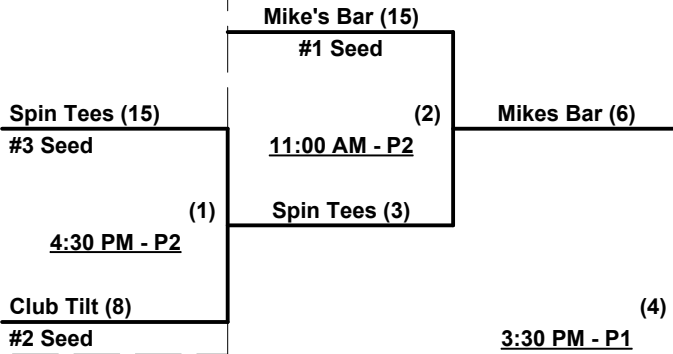 Mike's Bar (15)
#1 Seed
Spin Tees (15)
(2)
Mikes Bar (6)
#3 Seed
11:00 AM - P2
(1)
Spin Tees (3)
4:30 PM - P2
Club Tilt (8)
(4)
#2 Seed
3:30 PM - P1